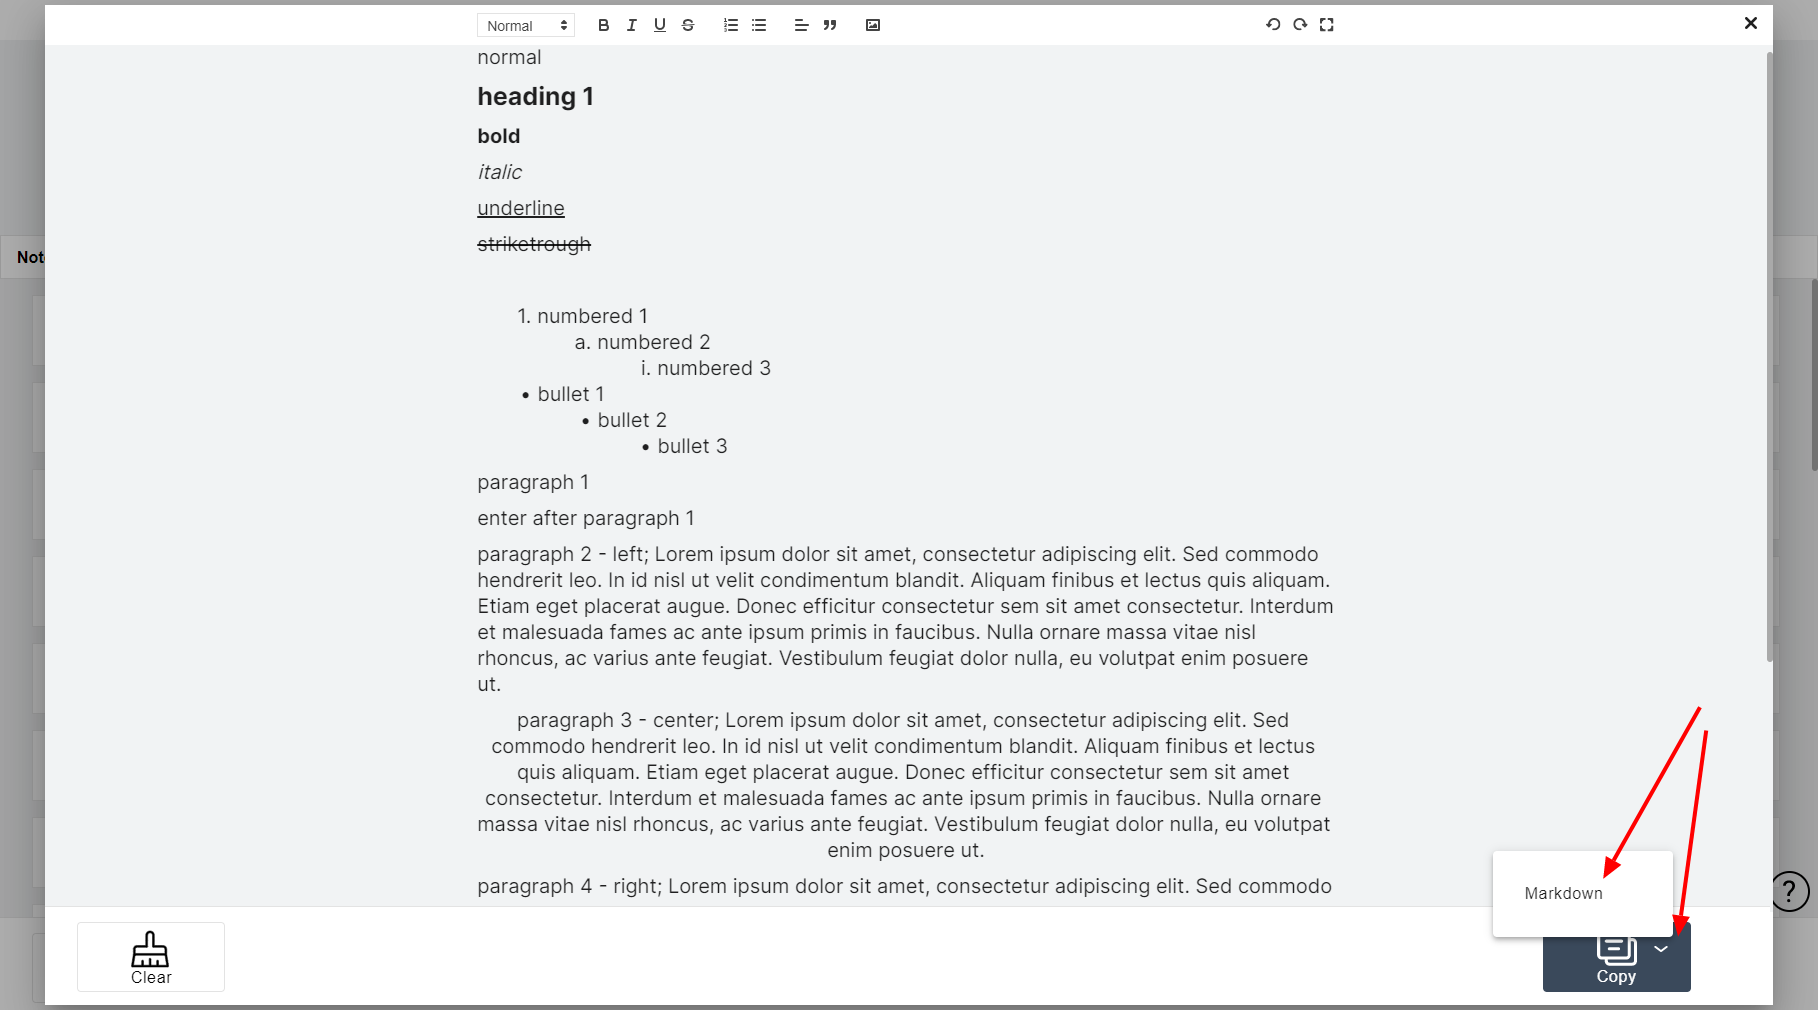 Normal
normal
heading 1
bold
italic
underline
striketrough
1. numbered 1
a. numbered 2
i. numbered 3
• bullet 1
• bullet 2
• bullet 3
paragraph 1
enter after paragraph 1
paragraph 2 - left; Lorem ipsum dolor sit amet, consectetur adipiscing elit. Sed commodo
hendrerit leo. In id nisl ut velit condimentum blandit. Aliquam finibus et lectus quis aliquam.
Etiam eget placerat augue. Donec efficitur consectetur sem sit amet consectetur. Interdum
et malesuada fames ac ante ipsum primis in faucibus. Nulla ornare massa vitae nisl
rhoncus, ac varius ante feugiat. Vestibulum feugiat dolor nulla, eu volutpat enim posuere
ut.
paragraph 3 - center; Lorem ipsum dolor sit amet, consectetur adipiscing elit. Sed
commodo hendrerit leo. In id nisl ut velit condimentum blandit. Aliquam finibus et lectus
quis aliquam. Etiam eget placerat augue. Donec efficitur consectetur sem sit amet
consectetur. Interdum et malesuada fames ac ante ipsum primis in faucibus. Nulla ornare
massa vitae nisl rhoncus, ac varius ante feugiat. Vestibulum feugiat dolor nulla, eu volutpat
enim posuere ut.
paragraph 4 - right; Lorem ipsum dolor sit amet, consectetur adipiscing elit. Sed commodo
Markdown
?
Clear
Copy